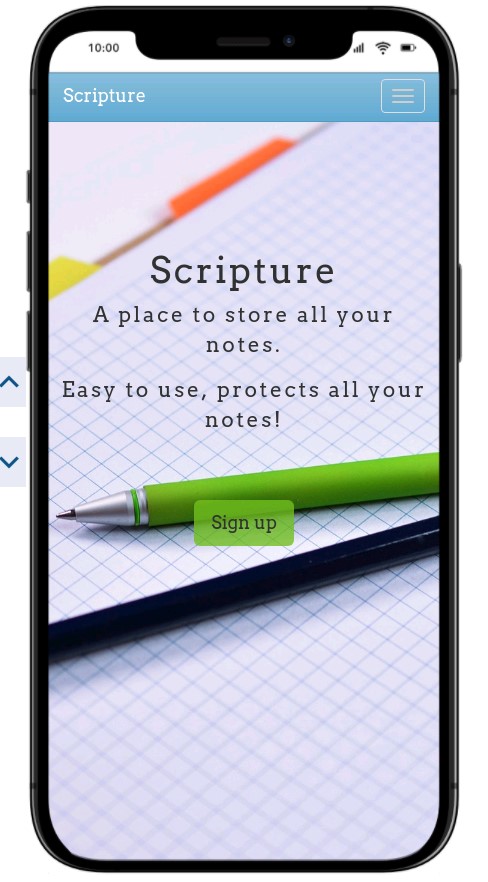 10:00
Scripture
Scripture
A place to store all your
notes.
Easy to use, protects all your
notes!
Sign up